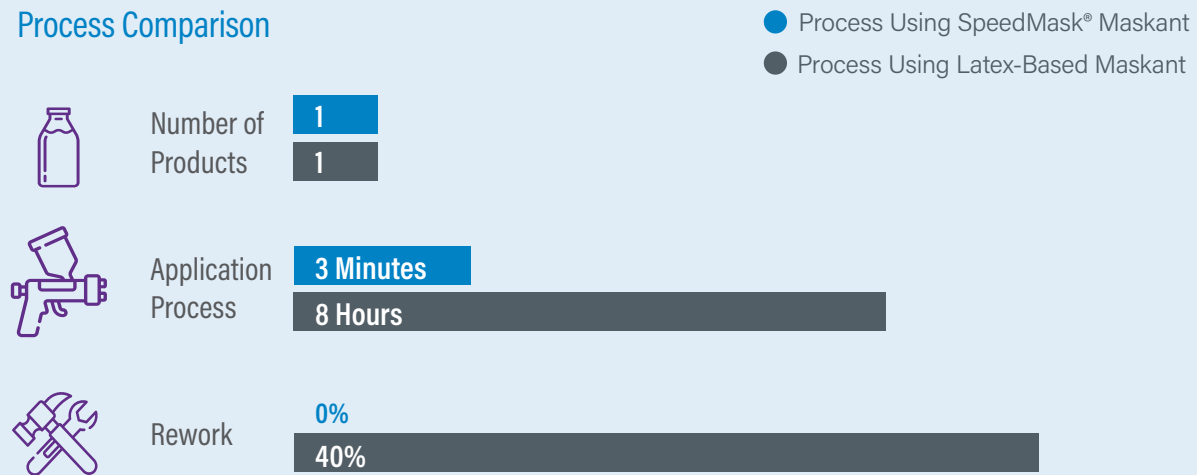 Process Comparison
Process Using SpeedMask® Maskant
Process Using Latex-Based Maskant
Number of
Products
1
1
Application
Process
3 Minutes
8 Hours
Rework
0%
40%